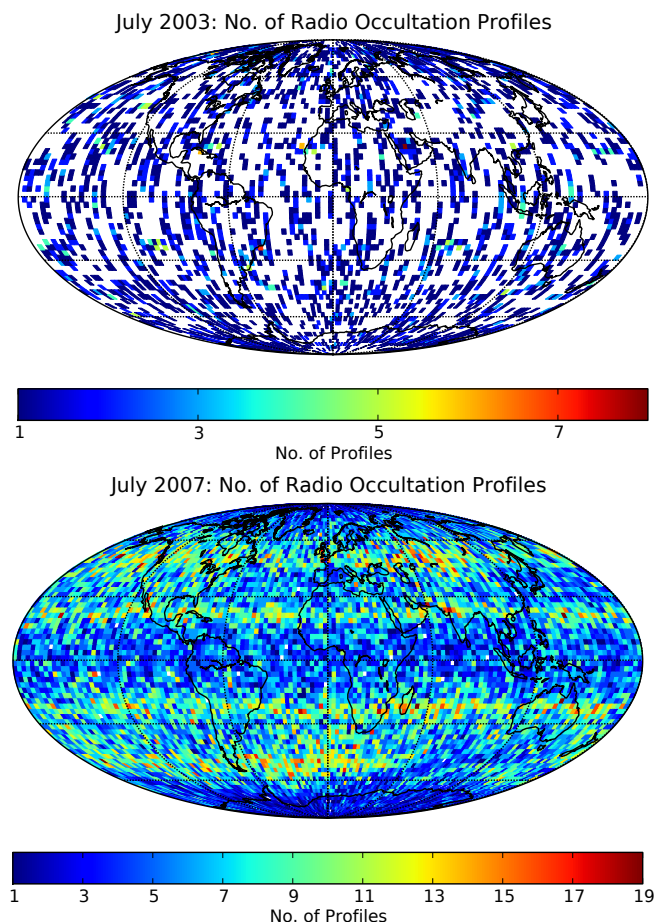 July 2003: No. of Radio Occultation Profiles
1 3 5 7
No. of Profiles
July 2007: No. of Radio Occultation Profiles
1 3 5 7 9 11 13 15 17 19
No. of Profiles